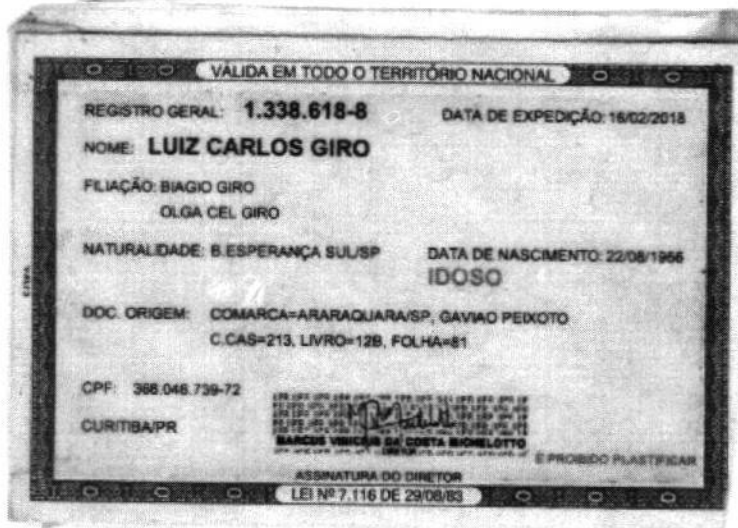 VÁLIDA EM TODO O TERRITÓRIO NACIONAL
REGISTRO GERAL: 1.338.618-8 DATA DE EXPEDIÇÃO: 16/02/2018
NOME: LUIZ CARLOS GIRO
FILIAÇÃO: BIAGIO GIRO
OLGA CEL GIRO
NATURALIDADE: B.ESPERANÇA SUL/SP DATA DE NASCIMENTO: 22/08/1956
IDOSO
DOC. ORIGEM: COMARCA=ARARAQUARA/SP, GAVIAO PEIXOTO
C.CAS=213, LIVRO=12B, FOLHA=81
CPF: 366.046.739-72
CURITIBA/PR
MARCUS VINICIUS DA COSTA MICHELOTTO
É PROIBIDO PLASTIFICAR
ASSINATURA DO DIRETOR
LEI Nº 7.116 DE 29/08/83